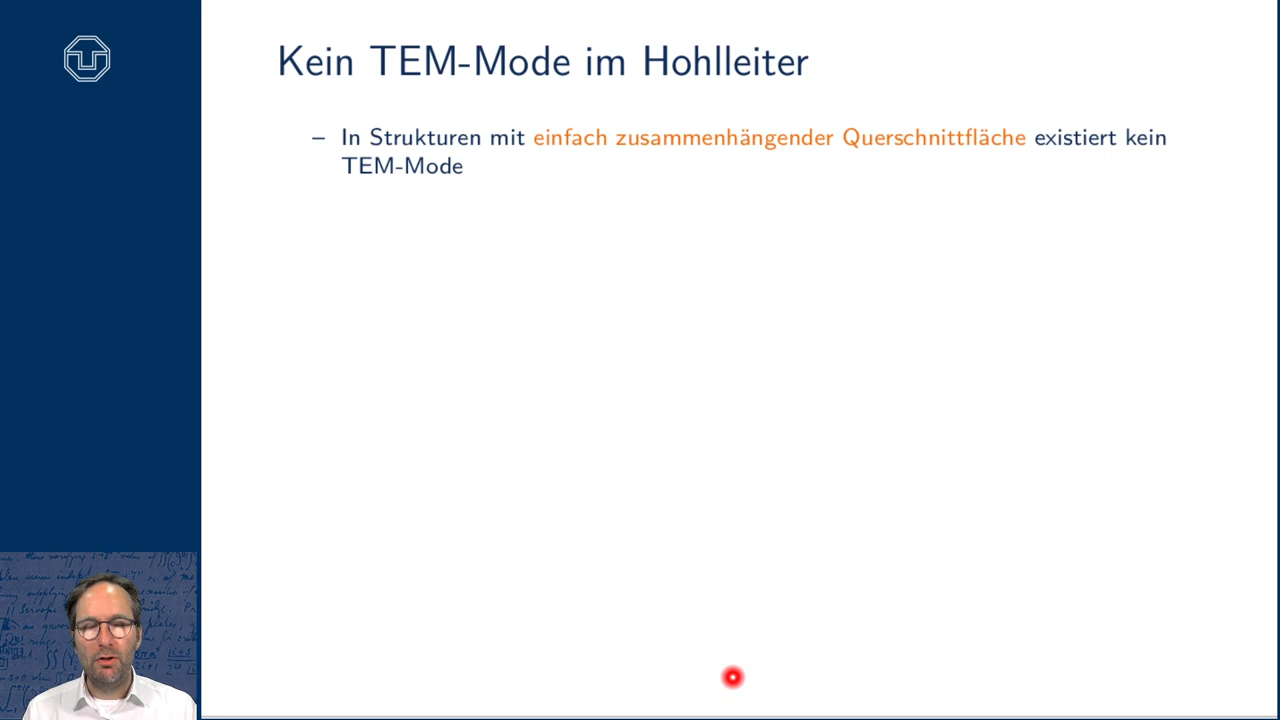 Kein TEM-Mode im Hohlleiter
– In Strukturen mit einfach zusammenhängender Querschnittfläche existiert kein
TEM-Mode